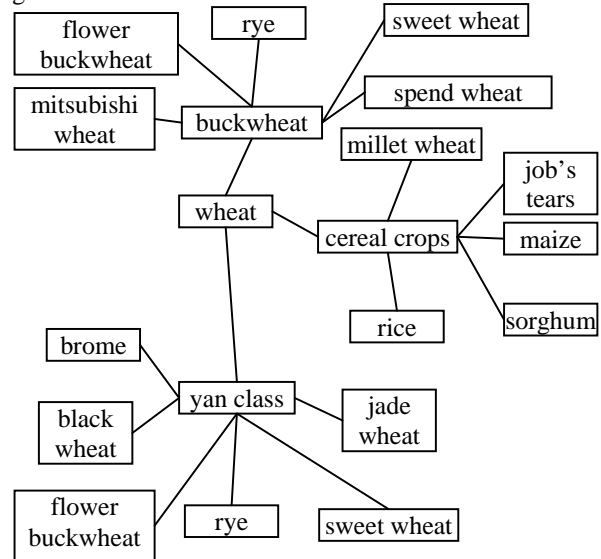 flower
buckwheat
rye
sweet wheat
mitsubishi
wheat
buckwheat
spend wheat
millet wheat
job's
tears
wheat
cereal crops
maize
rice
sorghum
brome
yan class
jade
wheat
black
wheat
flower
buckwheat
rye
sweet wheat